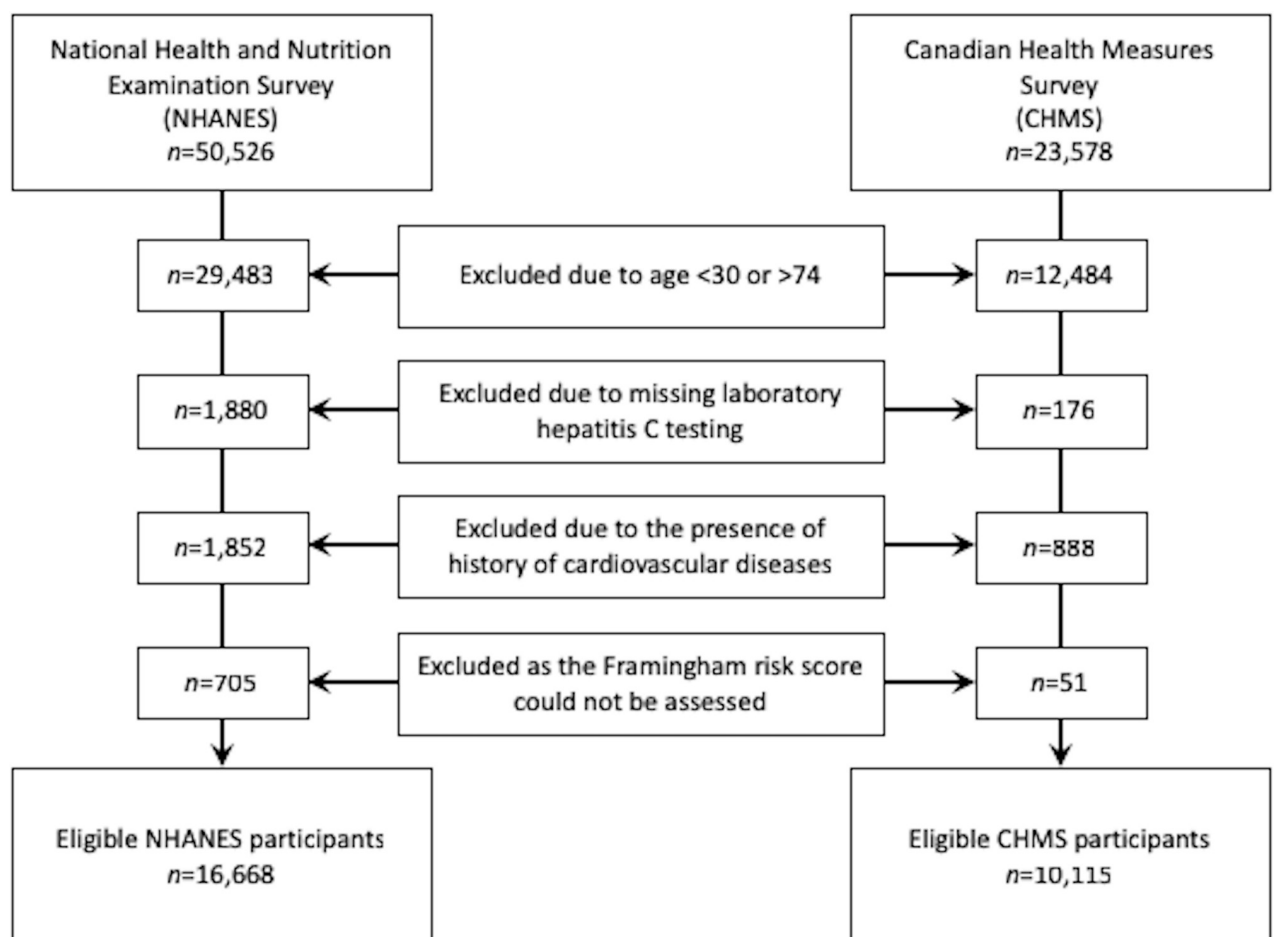 National Health and Nutrition
Examination Survey
(NHANES)
n=50,526
Canadian Health Measures
Survey
(CHMS)
n=23,578
n=29,483
Excluded due to age <30 or >74
n=12,484
n=1,880
Excluded due to missing laboratory
hepatitis C testing
n=176
n=1,852
Excluded due to the presence of
history of cardiovascular diseases
n=888
n=705
Excluded as the Framingham risk score
could not be assessed
n=51
Eligible NHANES participants
n=16,668
Eligible CHMS participants
n=10,115